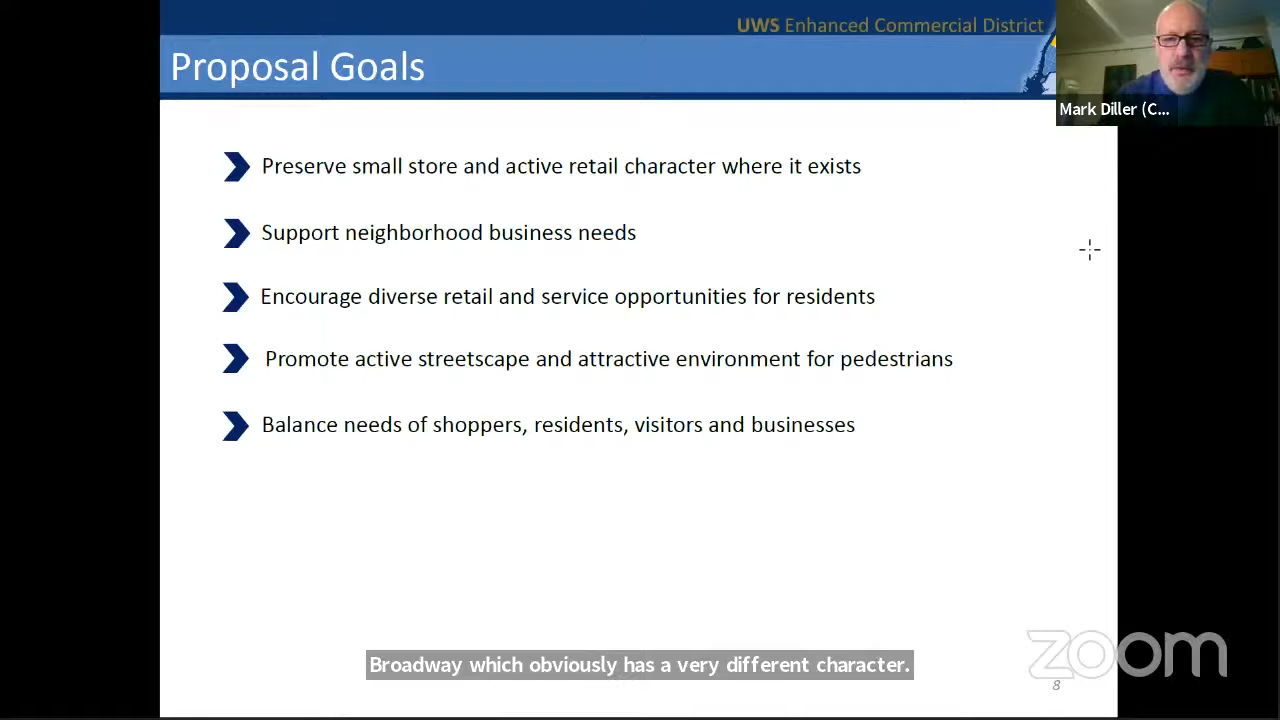 UWS Enhanced Commercial District
Proposal Goals
Mark Diller (C...
Preserve small store and active retail character where it exists
Support neighborhood business needs
Encourage diverse retail and service opportunities for residents
Promote active streetscape and attractive environment for pedestrians
Balance needs of shoppers, residents, visitors and businesses
Broadway which obviously has a very different character.
zoom
8